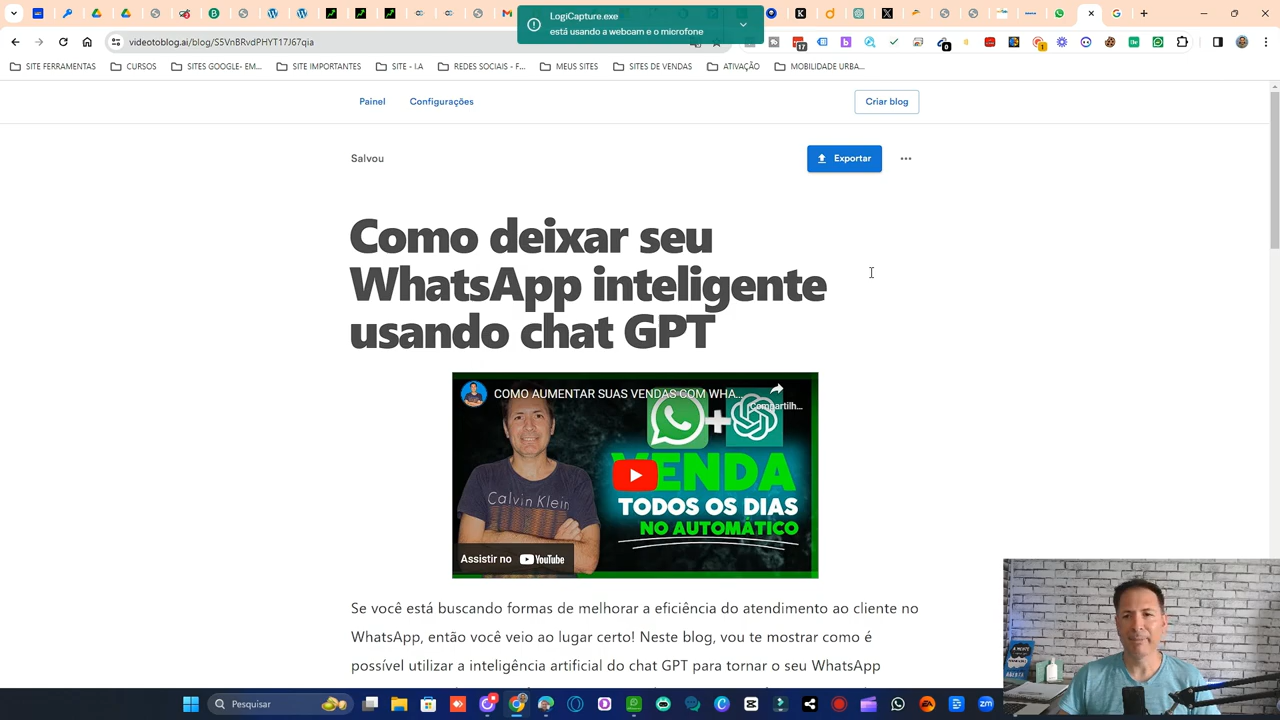 LogiCapture.exe
está usando a webcam e o microfone
videotoblog.ai/blog/S5VnBRvdPHYT17J67qia
SITE FERRAMENTAS
CURSOS
SITES GOOGLE- EM...
SITE IMPORTANTES
SITE - I.A
REDES SOCIAIS - F...
MEUS SITES
SITES DE VENDAS
ATIVAÇÃO
MOBILIDADE URBA...
Painel
Configurações
Criar blog
Salvou
Exportar
Como deixar seu
WhatsApp inteligente
usando chat GPT
COMO AUMENTAR SUAS VENDAS COM WHA...
Compartilh...
VENDA
TODOS OS DIAS
NO AUTOMÁTICO
Calvin Klein
Assistir no YouTube
Se você está buscando formas de melhorar a eficiência do atendimento ao cliente no
WhatsApp, então você veio ao lugar certo! Neste blog, vou te mostrar como é
possível utilizar a inteligência artificial do chat GPT para tornar o seu WhatsApp
Pesquisar